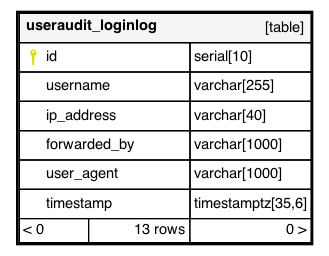 useraudit_loginlog [table]
id serial[10]
username varchar[255]
ip_address varchar[40]
forwarded_by varchar[1000]
user_agent varchar[1000]
timestamp timestamptz[35,6]
< 0 13 rows 0 >